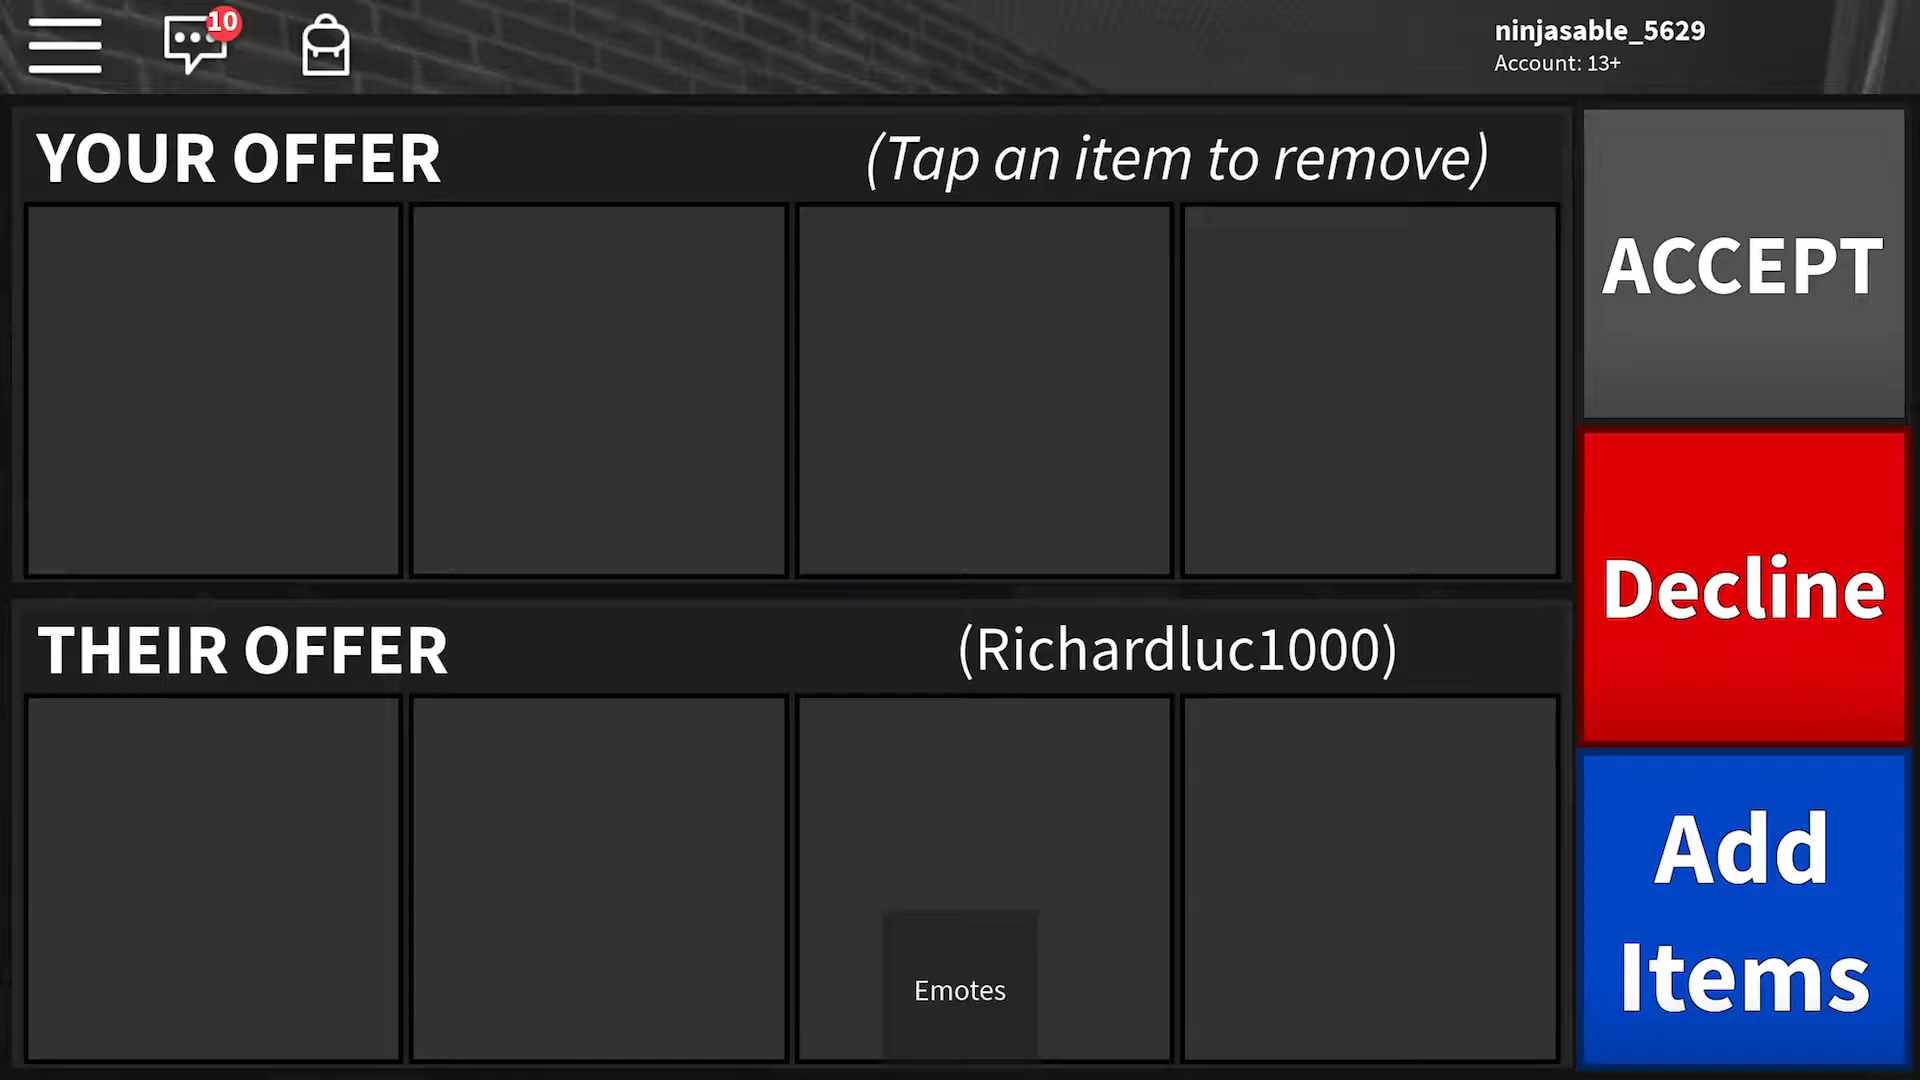 10
ninjasable_5629
Account: 13+
YOUR OFFER
(Tap an item to remove)
ACCEPT
Decline
THEIR OFFER
(Richardluc1000)
Add
Items
Emotes